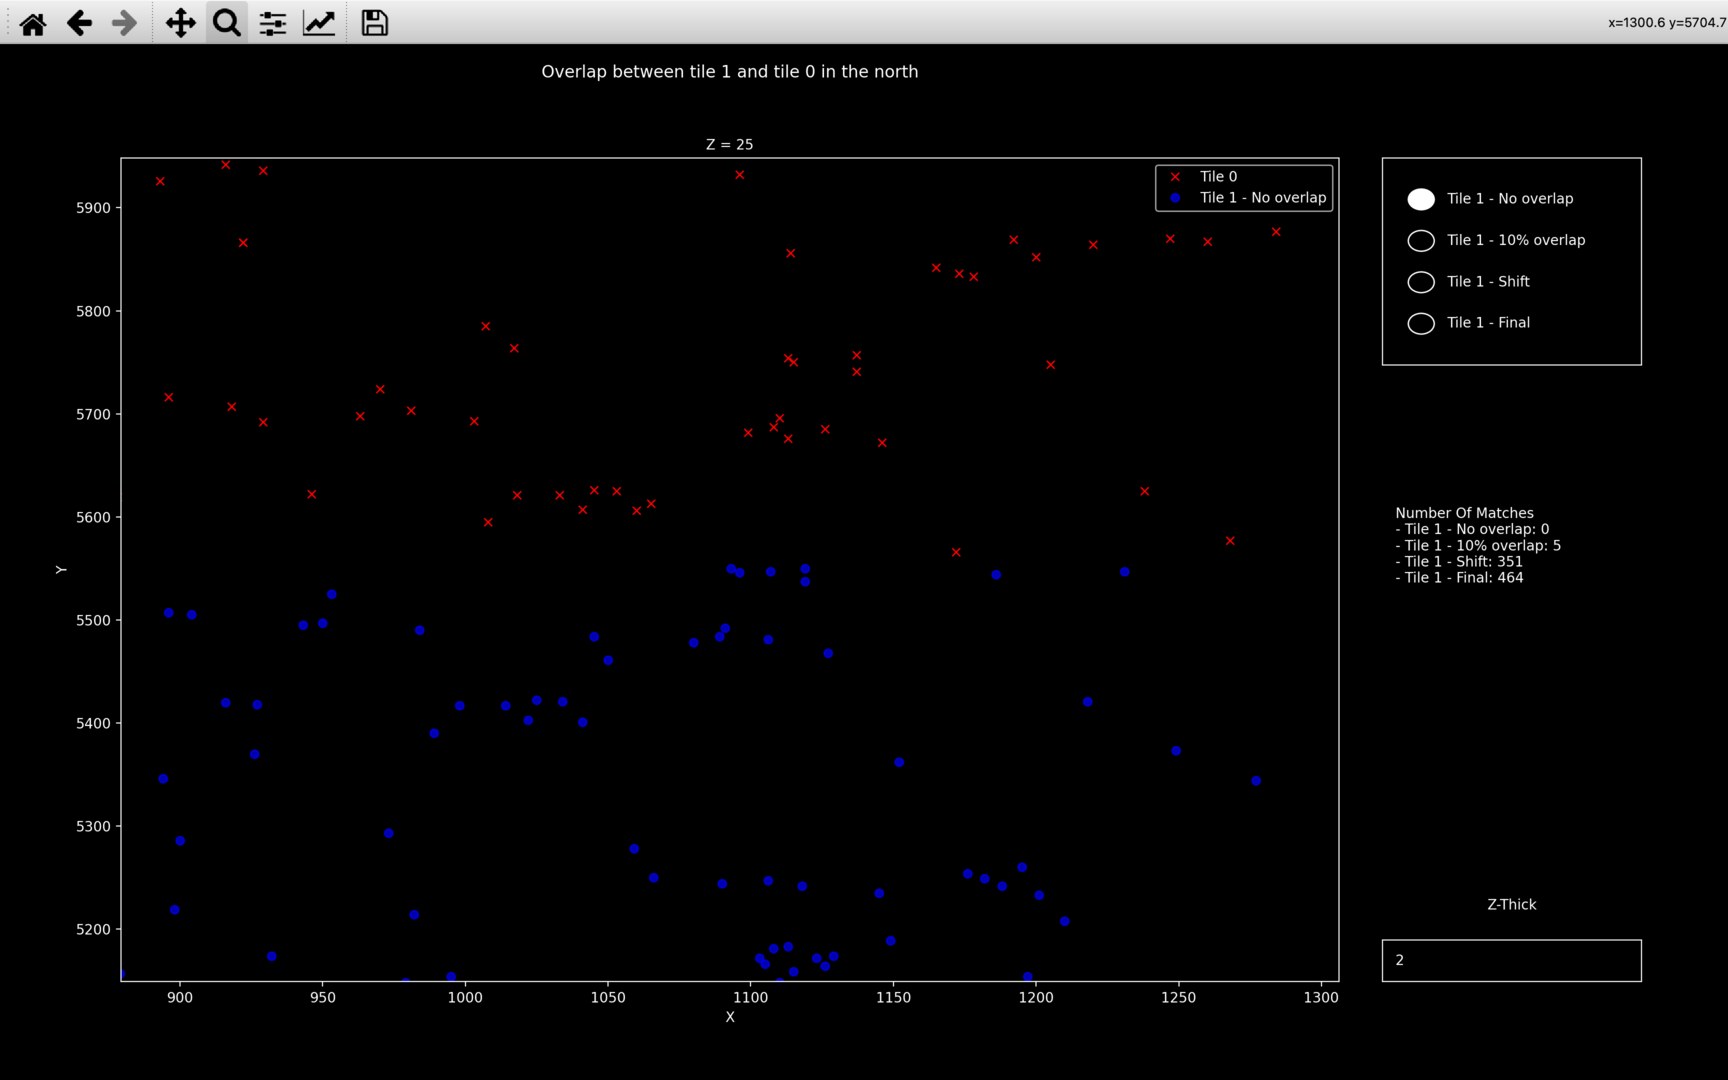 x=1300.6 y=5704.7
Overlap between tile 1 and tile 0 in the north
Z = 25
Tile 0
Tile 1 - No overlap
5900
5800
5700
5600
5500
5400
5300
5200
Y
900 950 1000 1050 1100 1150 1200 1250 1300
X
Tile 1 - No overlap
Tile 1 - 10% overlap
Tile 1 - Shift
Tile 1 - Final
Number Of Matches
- Tile 1 - No overlap: 0
- Tile 1 - 10% overlap: 5
- Tile 1 - Shift: 351
- Tile 1 - Final: 464
Z-Thick
2